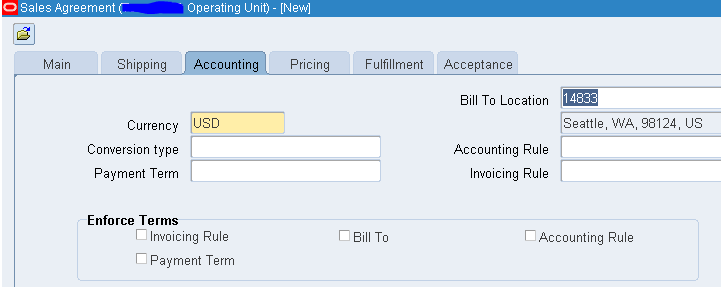 Sales Agreement ( Operating Unit) - [New]
Main Shipping Accounting Pricing Fulfillment Acceptance
Bill To Location 14833
Currency USD Seattle, WA, 98124, US
Conversion type Accounting Rule
Payment Term Invoicing Rule
Enforce Terms
Invoicing Rule Bill To Accounting Rule
Payment Term